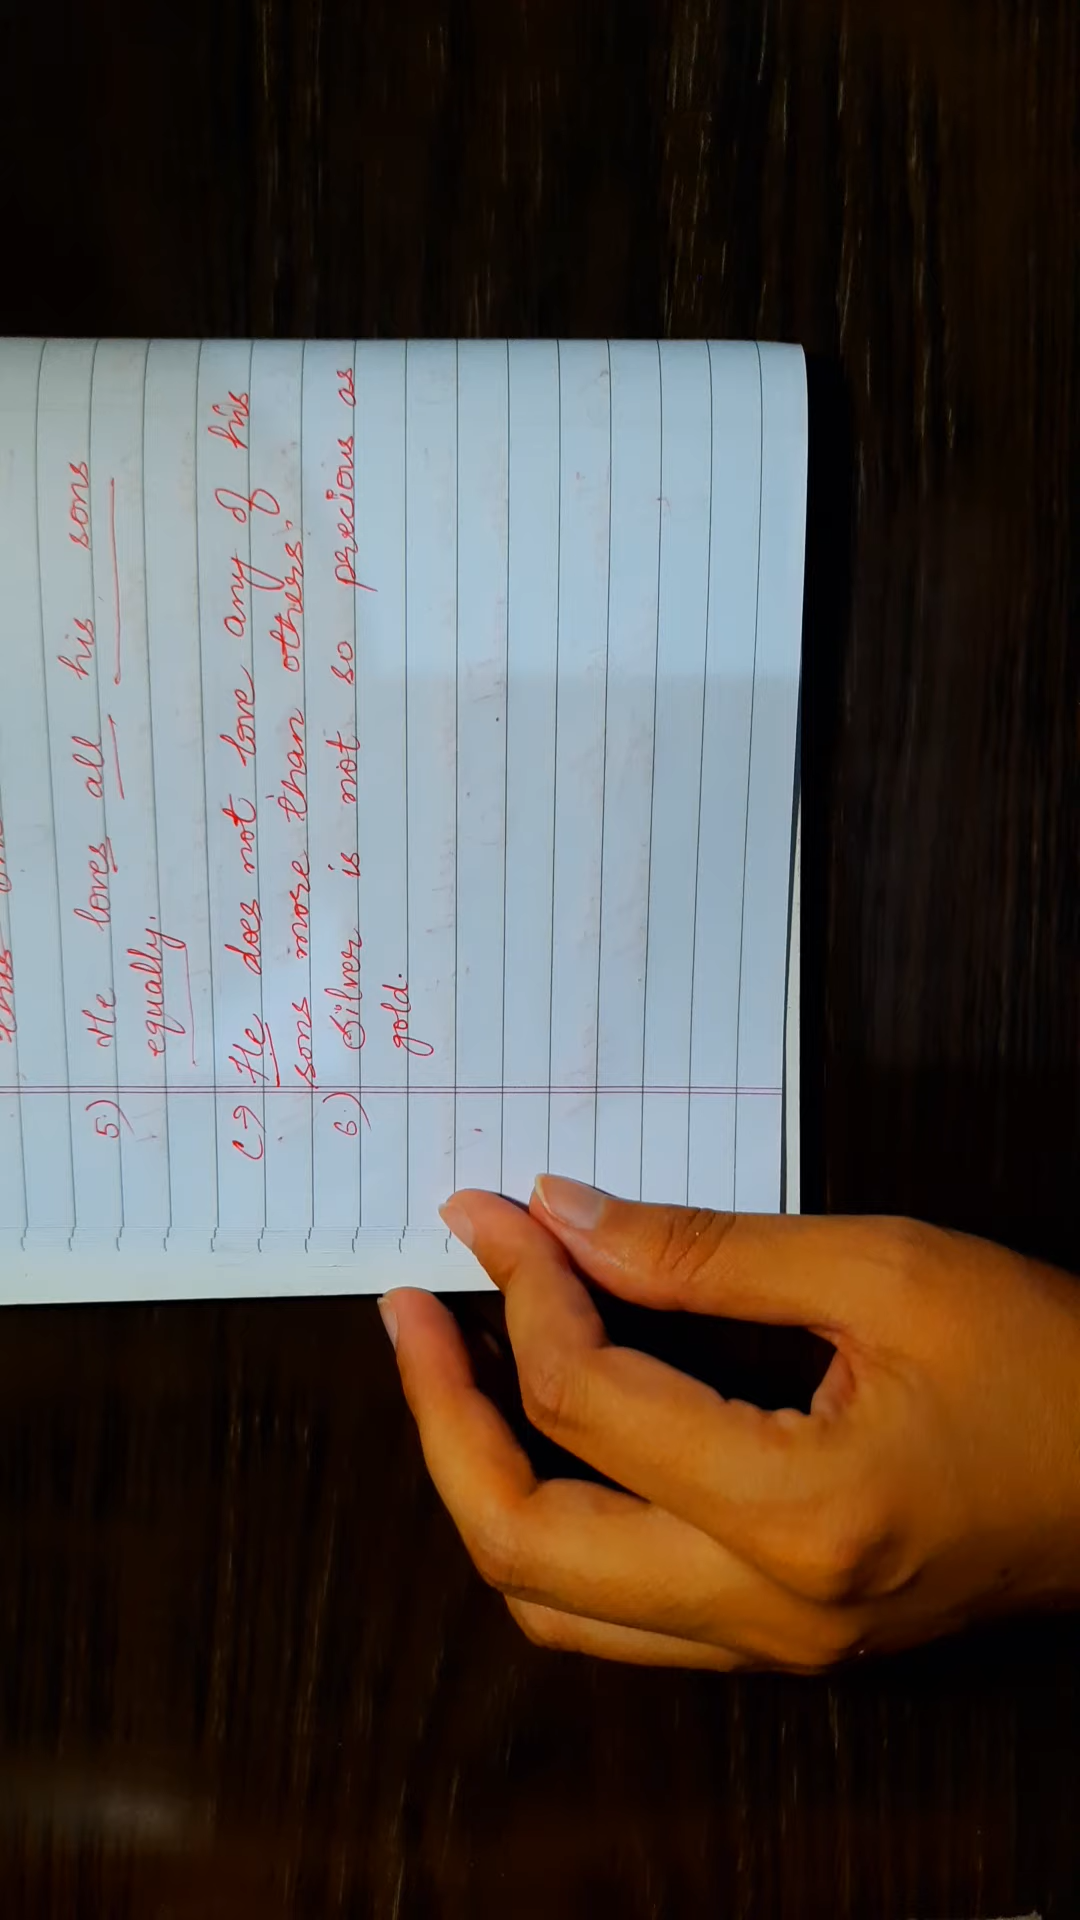 5.) He loves all his sons
equally.
↳ He does not love any of his
sons more than others.
6.) Silver is not so precious as
gold.